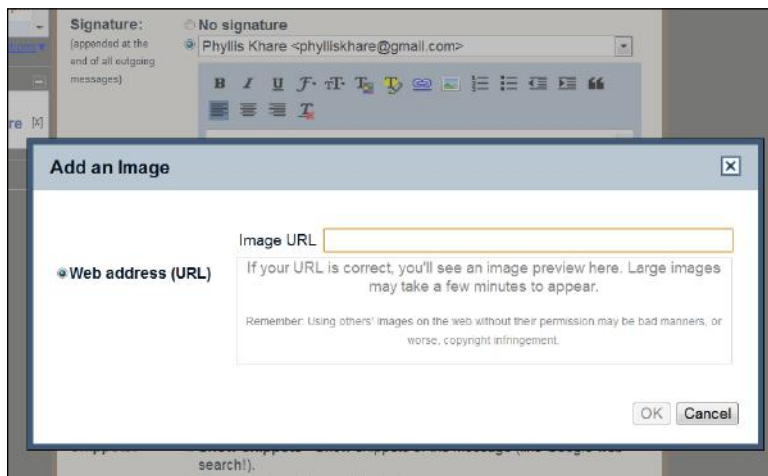 Signature:
No signature
(appended at the
end of all outgoing
messages)
Phyllis Khare <phylliskhare@gmail.com>
B I U
re [x]
Add an Image
Image URL
Web address (URL)
If your URL is correct, you'll see an image preview here. Large images
may take a few minutes to appear.
Remember: Using others' images on the web without their permission may be bad manners, or
worse, copyright infringement.
OK Cancel
search!).